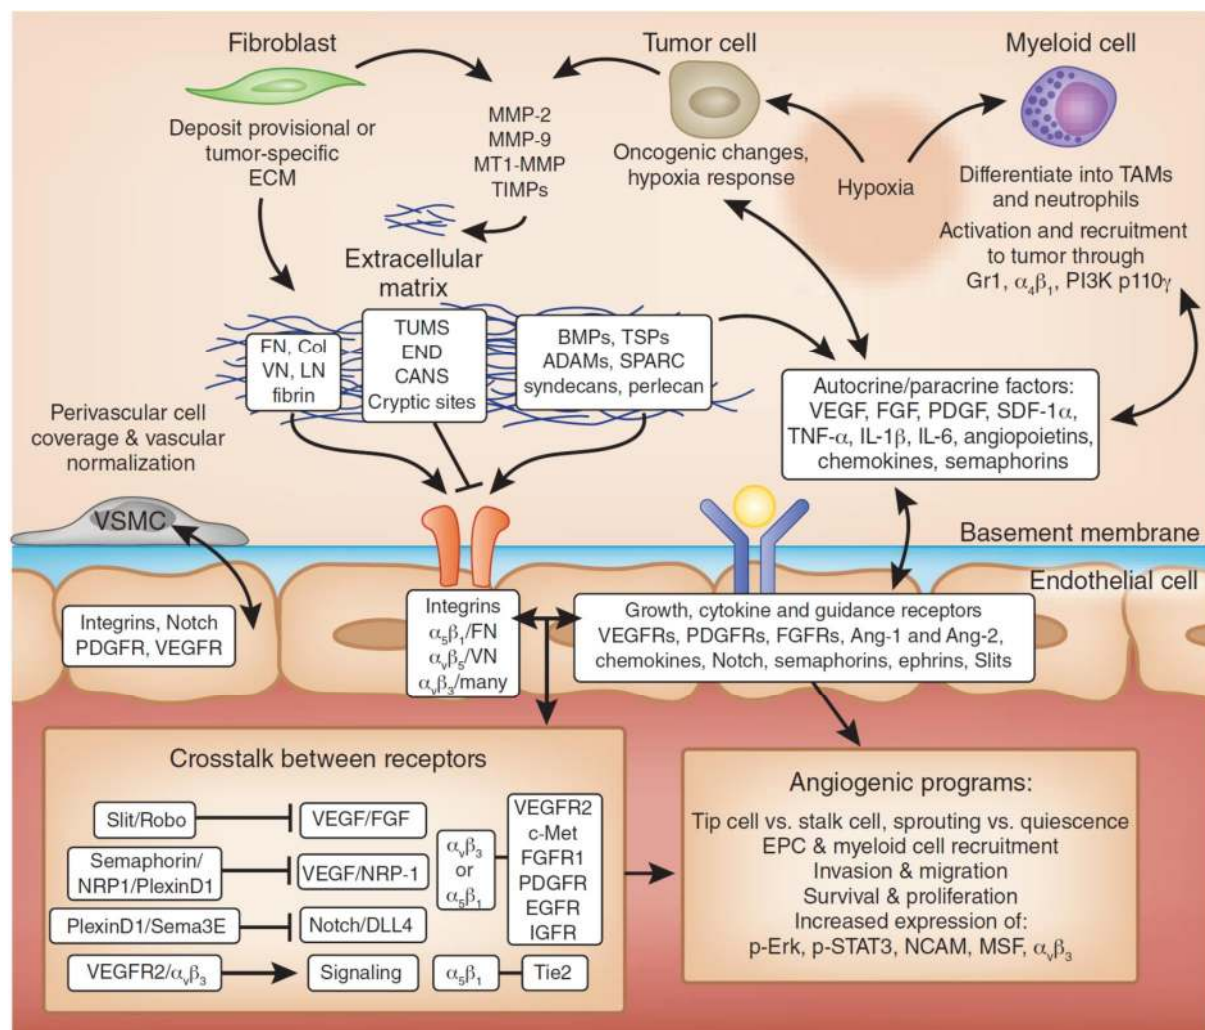 Fibroblast
Tumor cell
Myeloid cell
Deposit provisional or
tumor-specific
ECM
MMP-2
MMP-9
MT1-MMP
TIMPs
Oncogenic changes,
hypoxia response
Hypoxia
Differentiate into TAMs
and neutrophils
Activation and recruitment
to tumor through
Gr1, α₄β₁, PI3K p110γ
Extracellular
matrix
FN, Col
VN, LN
fibrin
TUMS
END
CANS
Cryptic sites
BMPs, TSPs
ADAMs, SPARC
syndecans, perlecan
Autocrine/paracrine factors:
VEGF, FGF, PDGF, SDF-1α,
TNF-α, IL-1β, IL-6, angiopoietins,
chemokines, semaphorins
Perivascular cell
coverage & vascular
normalization
VSMC
Basement membrane
Endothelial cell
Integrins, Notch
PDGFR, VEGFR
Integrins
α₅β₁/FN
αᵥβ₅/VN
αᵥβ₃/many
Growth, cytokine and guidance receptors
VEGFRs, PDGFRs, FGFRs, Ang-1 and Ang-2,
chemokines, Notch, semaphorins, ephrins, Slits
Crosstalk between receptors
Slit/Robo
VEGF/FGF
Semaphorin/
NRP1/PlexinD1
VEGF/NRP-1
PlexinD1/Sema3E
Notch/DLL4
VEGFR2/αᵥβ₃
Signaling
αᵥβ₃
or
α₅β₁
VEGFR2
c-Met
FGFR1
PDGFR
EGFR
IGFR
α₅β₁
Tie2
Angiogenic programs:
Tip cell vs. stalk cell, sprouting vs. quiescence
EPC & myeloid cell recruitment
Invasion & migration
Survival & proliferation
Increased expression of:
p-Erk, p-STAT3, NCAM, MSF, αᵥβ₃